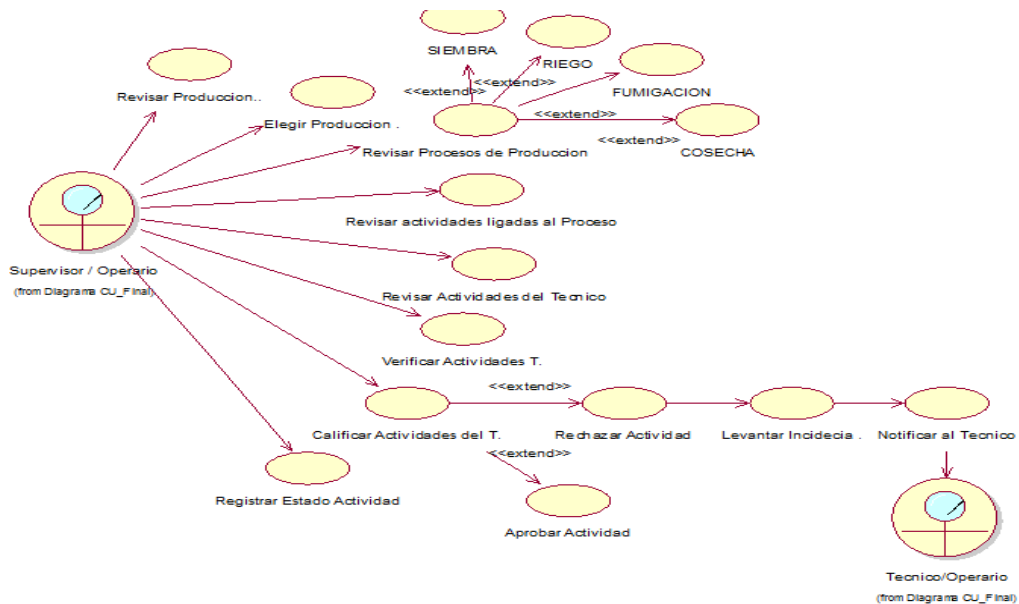 SIEMBRA
RIEGO
<<extend>>
<<extend>>
FUMIGACION
Revisar Produccion..
<<extend>>
Elegir Produccion .
<<extend>>
Revisar Procesos de Produccion
COSECHA
Revisar actividades ligadas al Proceso
Supervisor / Operario
(from Diagrama CU_Final)
Revisar Actividades del Tecnico
Verificar Actividades T.
<<extend>>
Calificar Actividades del T.
Rechazar Actividad
Levantar Incidecia .
Notificar al Tecnico
<<extend>>
Registrar Estado Actividad
Aprobar Actividad
Tecnico/Operario
(from Diagrama CU_Final)